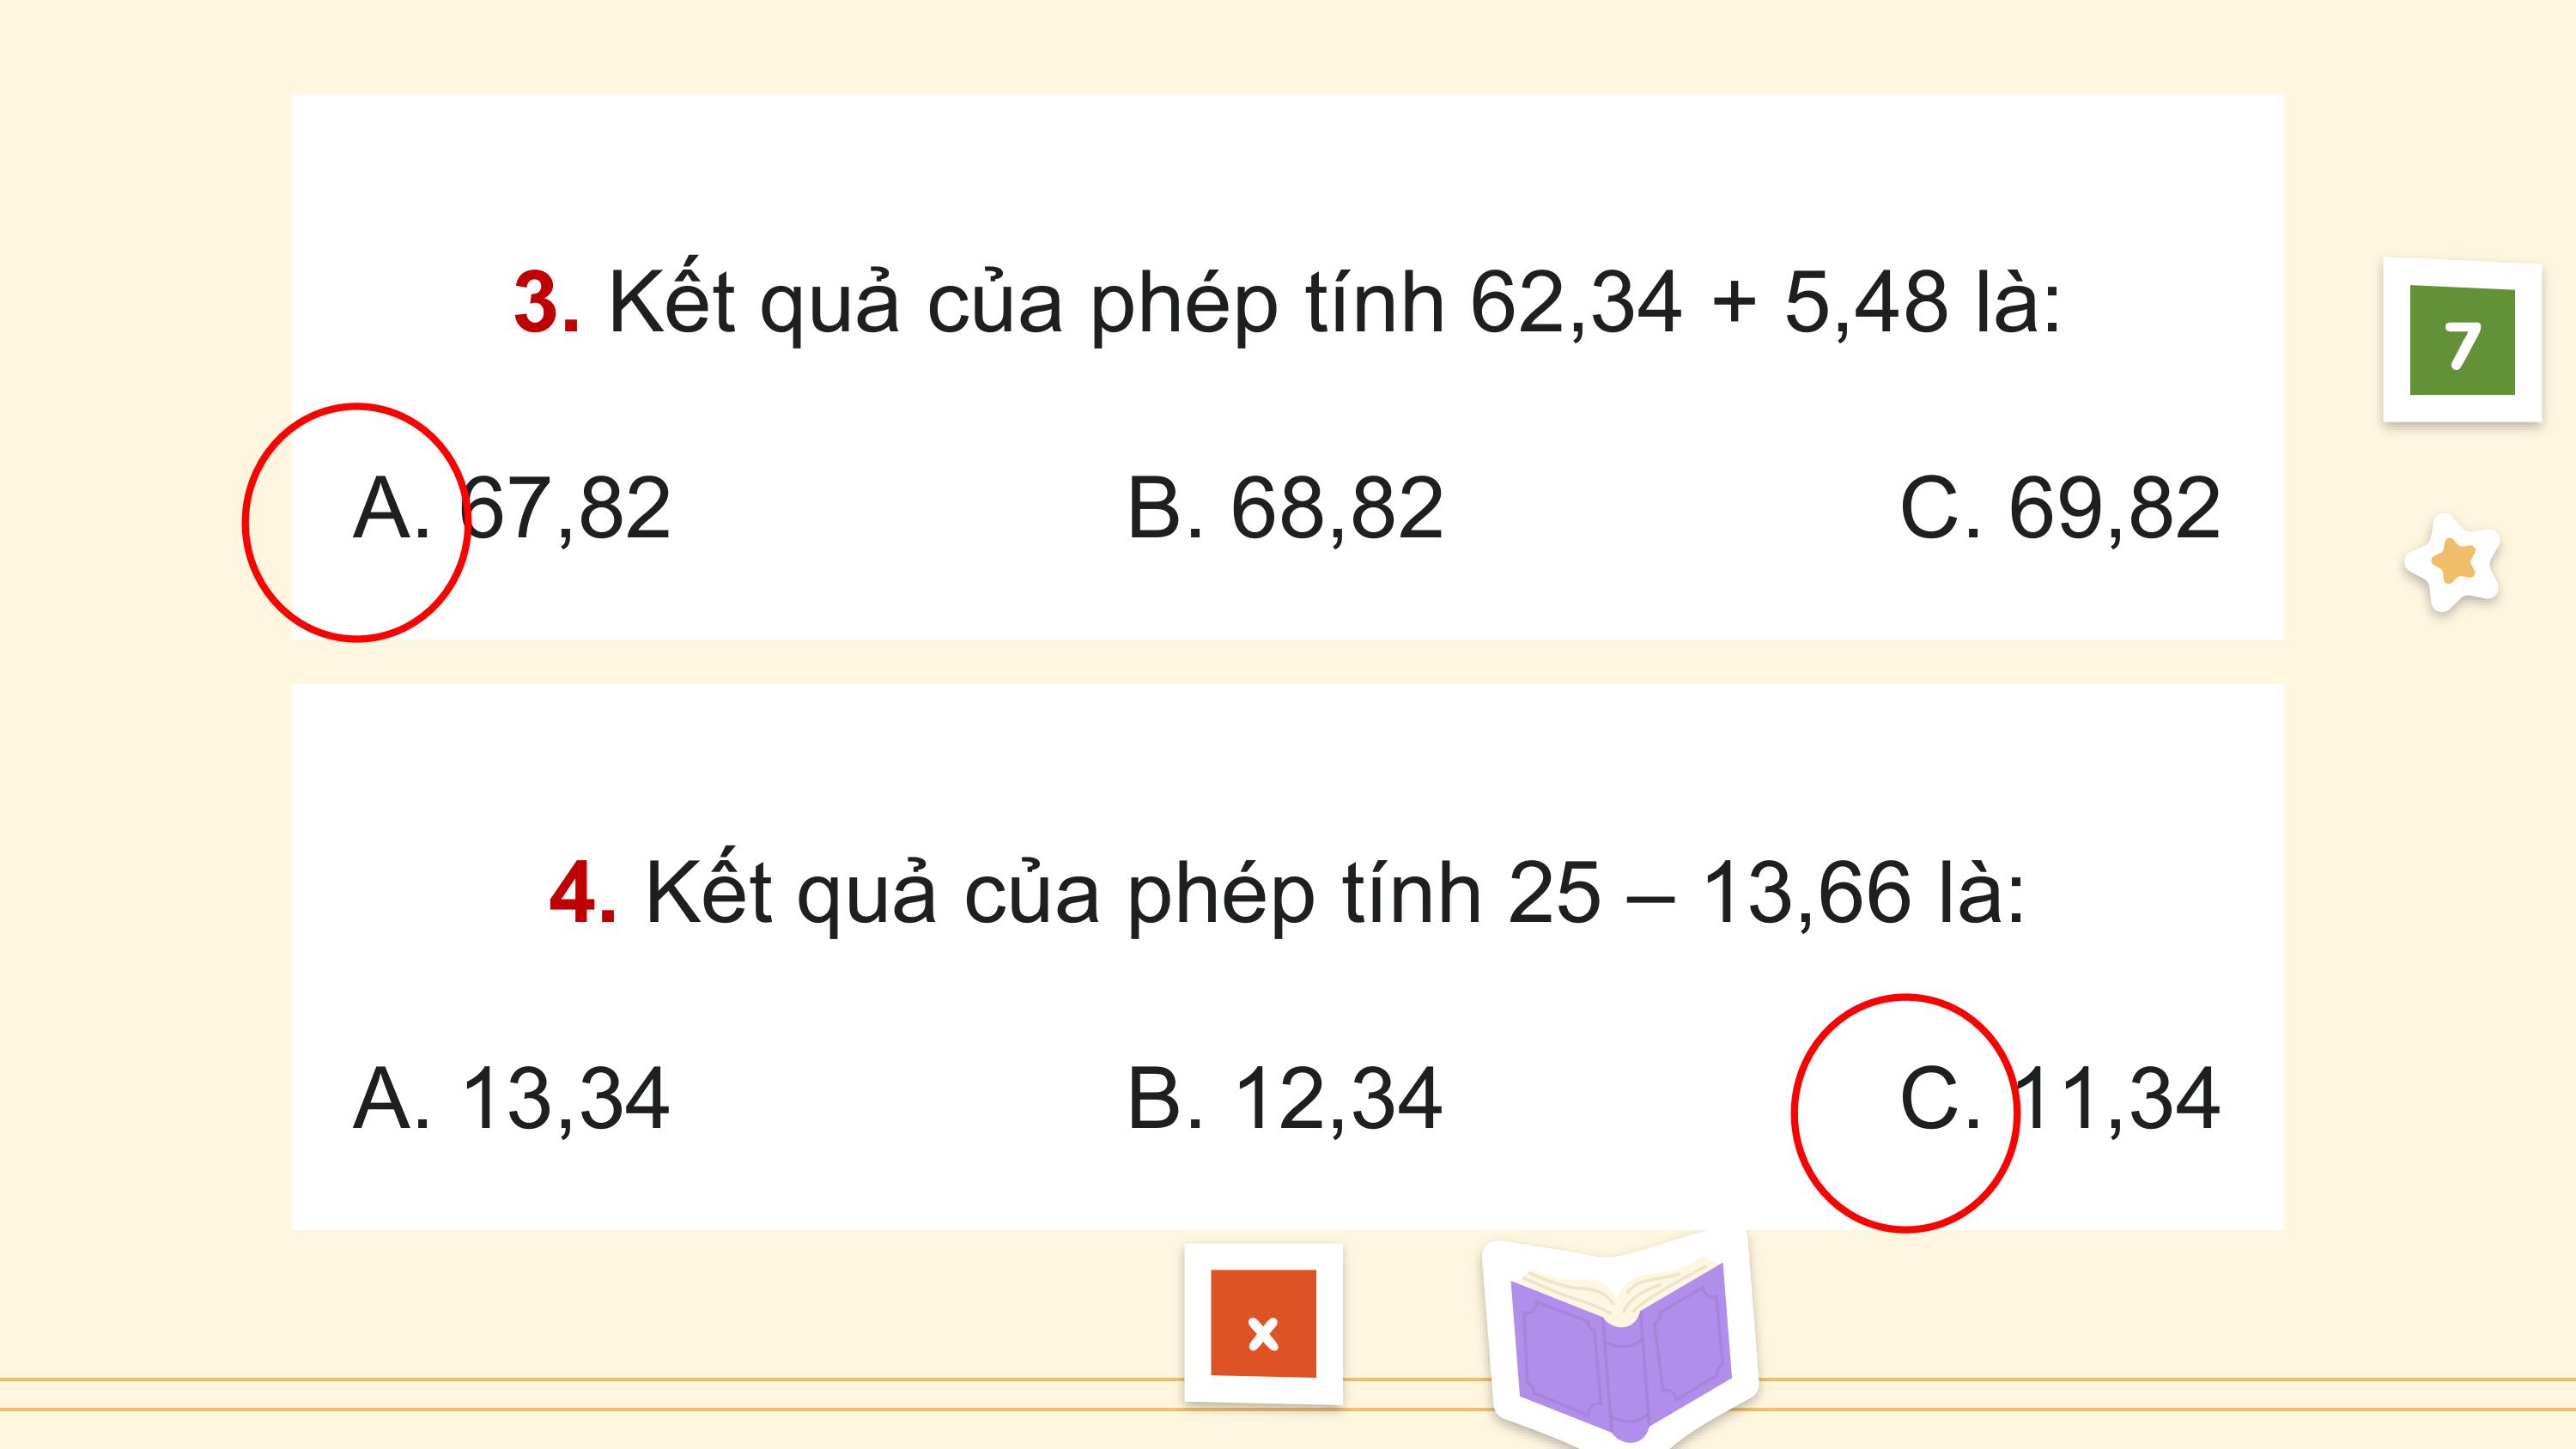 3. Kết quả của phép tính 62,34 + 5,48 là:
A. 67,82 B. 68,82 C. 69,82
7
4. Kết quả của phép tính 25 – 13,66 là:
A. 13,34 B. 12,34 C. 11,34
x